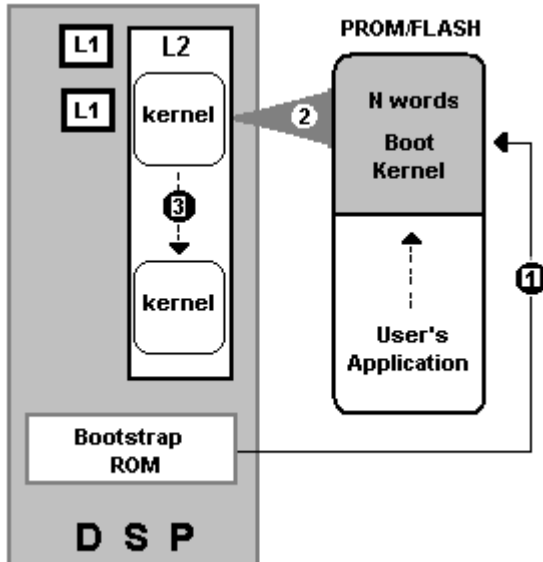 L1
L2
L1
kernel
3
kernel
Bootstrap
ROM
D S P
PROM/FLASH
N words
Boot
Kernel
2
1
User's
Application